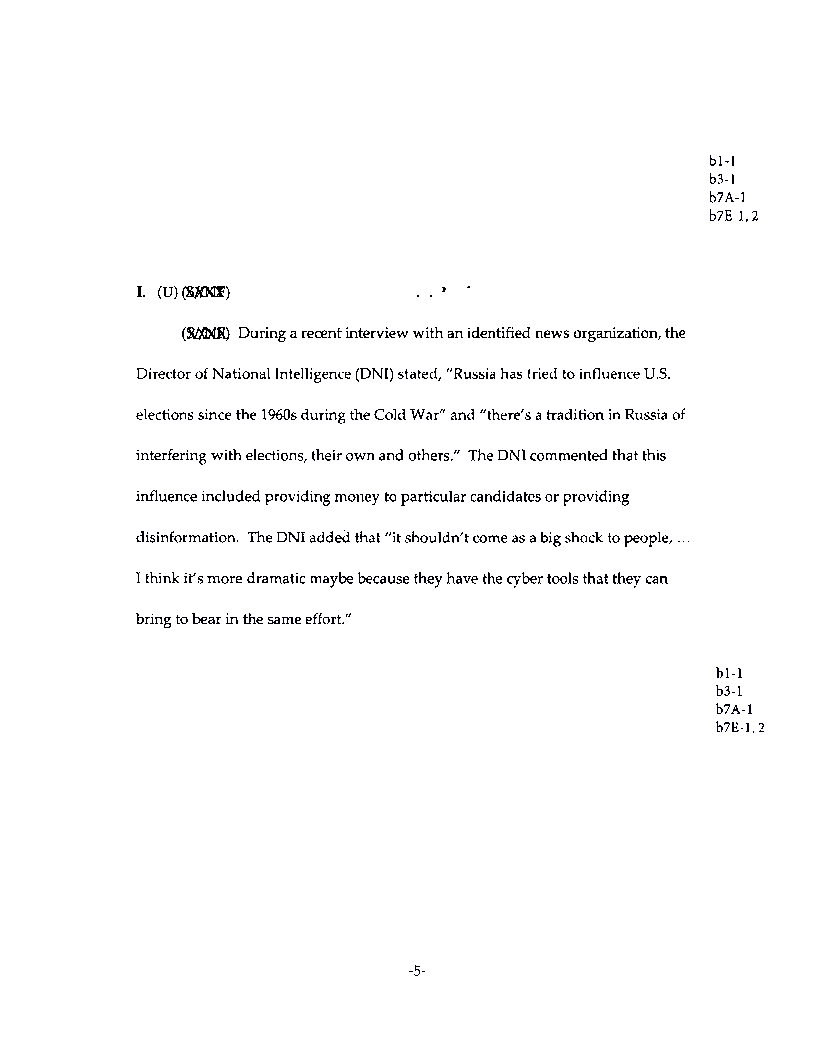 b1-1
b3-1
b7A-1
b7E 1, 2
I. (U)
During a recent interview with an identified news organization, the
Director of National Intelligence (DNI) stated, "Russia has tried to influence U.S.
elections since the 1960s during the Cold War" and "there's a tradition in Russia of
interfering with elections, their own and others." The DNI commented that this
influence included providing money to particular candidates or providing
disinformation. The DNI added that "it shouldn't come as a big shock to people, ...
I think it's more dramatic maybe because they have the cyber tools that they can
bring to bear in the same effort."
b1-1
b3-1
b7A-1
b7E-1, 2
-5-